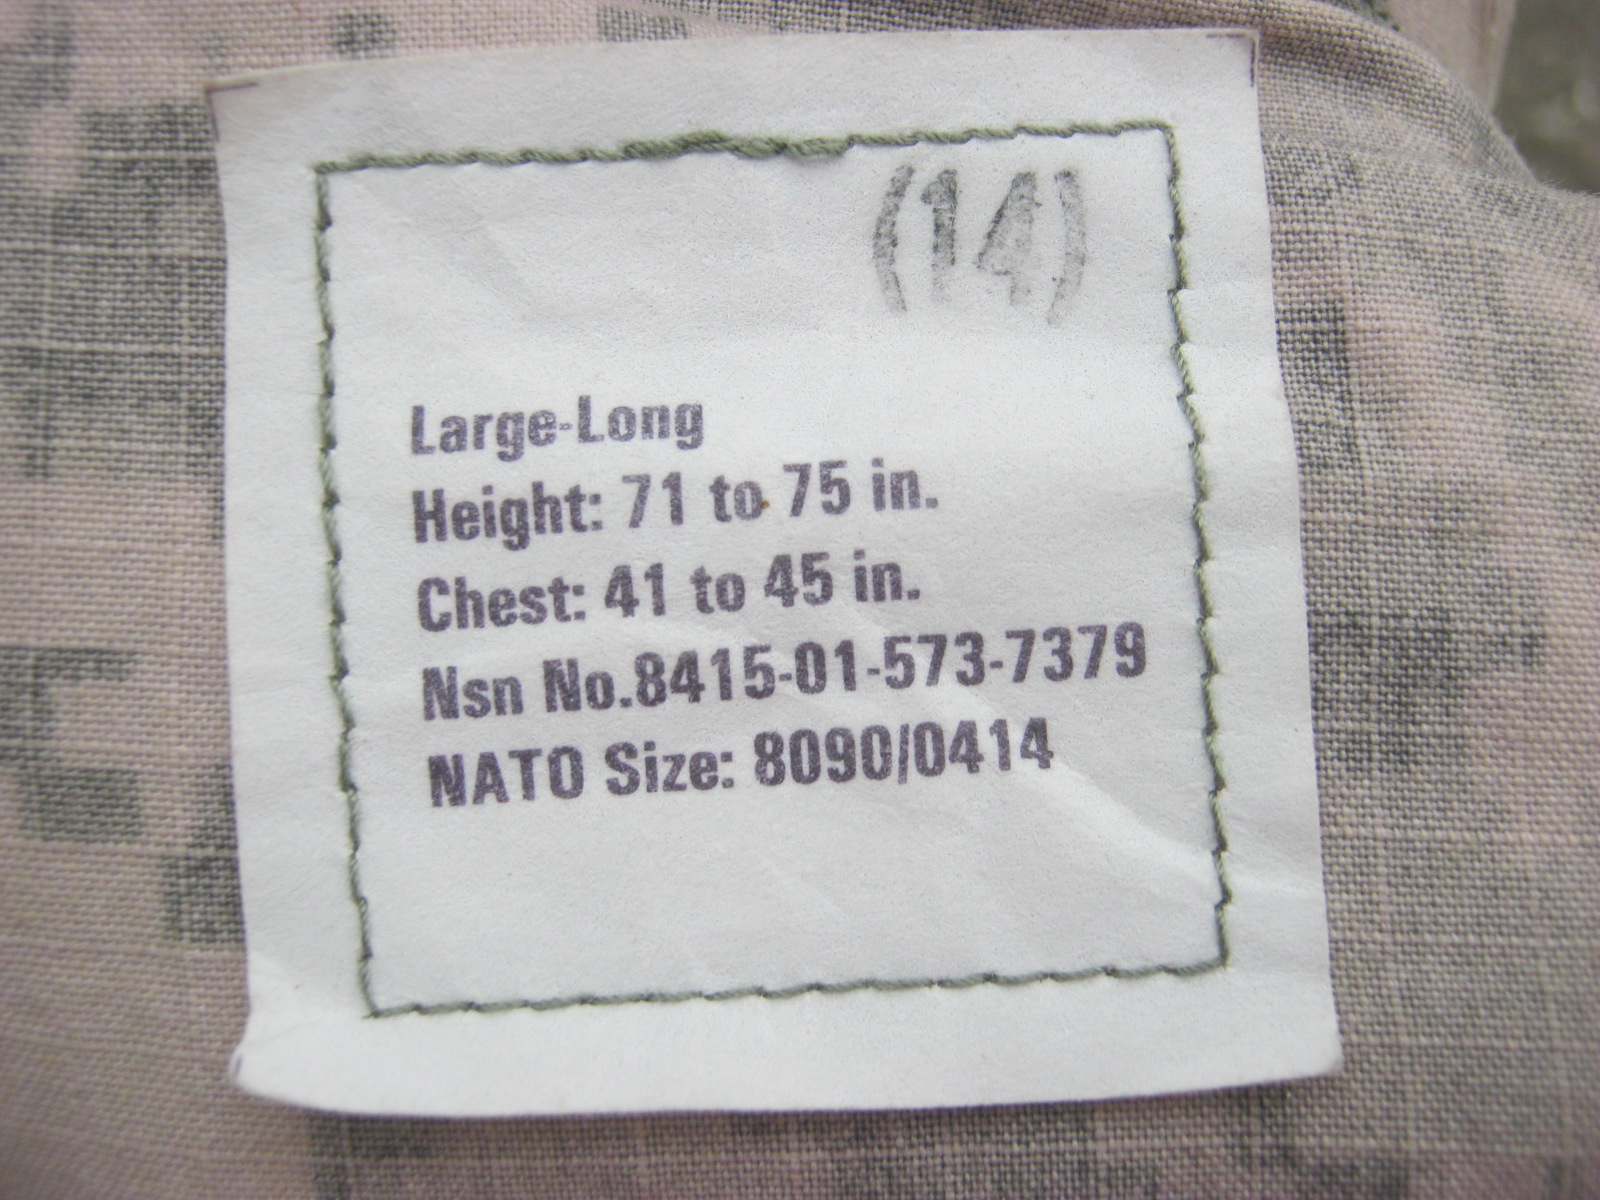 (14)
Large-Long
Height: 71 to 75 in.
Chest: 41 to 45 in.
Nsn No.8415-01-573-7379
NATO Size: 8090/0414